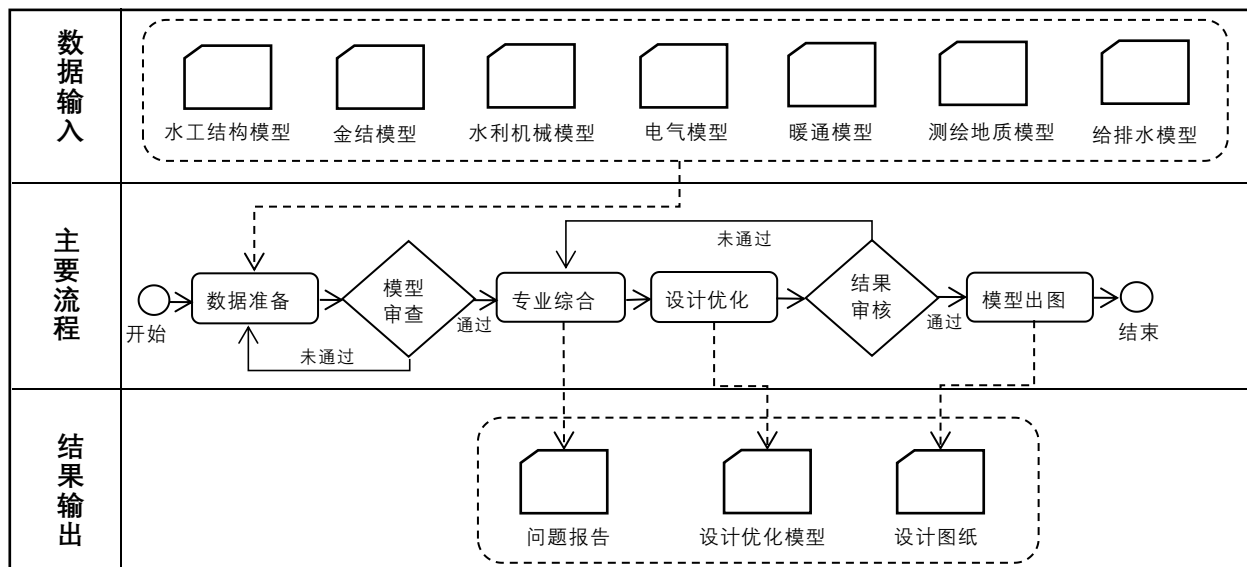 数据输入
水工结构模型
金结模型
水利机械模型
电气模型
暖通模型
测绘地质模型
给排水模型
主要流程
开始
数据准备
模型
审查
通过
未通过
专业综合
设计优化
未通过
结果
审核
通过
模型出图
结束
结果输出
问题报告
设计优化模型
设计图纸